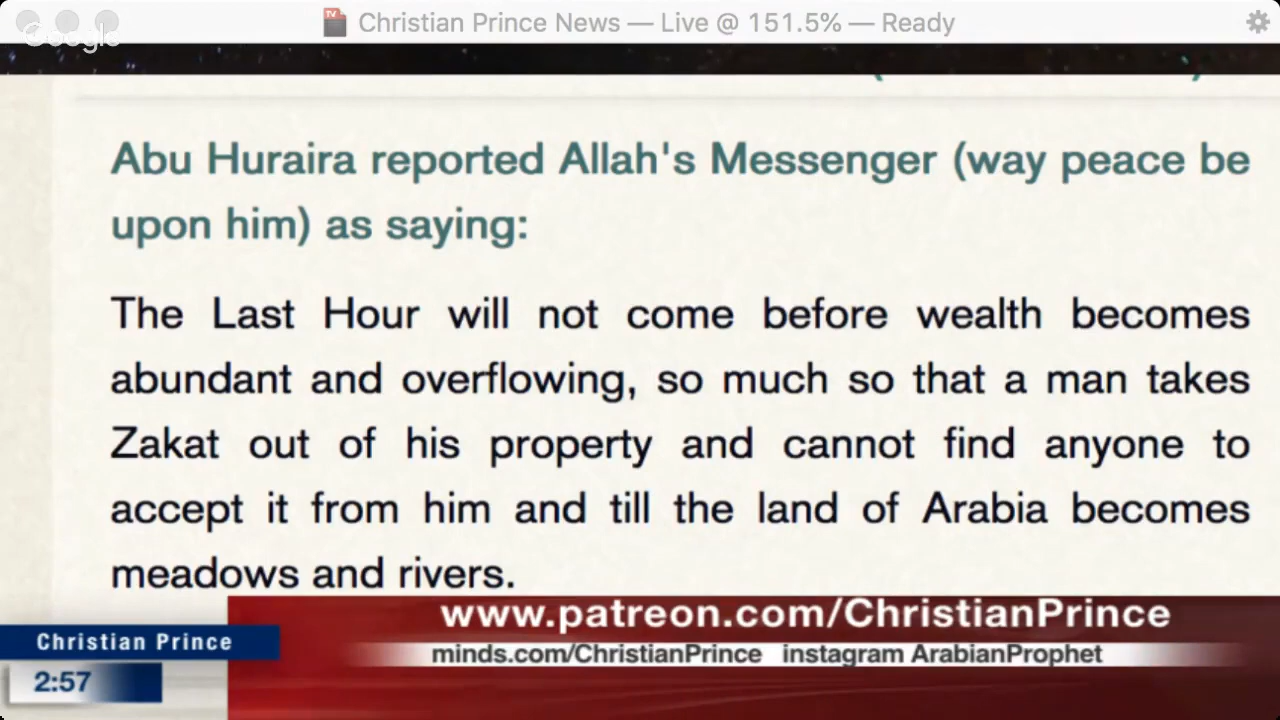 Christian Prince News — Live @ 151.5% — Ready
Google
Abu Huraira reported Allah's Messenger (way peace be
upon him) as saying:
The Last Hour will not come before wealth becomes
abundant and overflowing, so much so that a man takes
Zakat out of his property and cannot find anyone to
accept it from him and till the land of Arabia becomes
meadows and rivers.
www.patreon.com/ChristianPrince
Christian Prince
minds.com/ChristianPrince instagram ArabianProphet
2:57